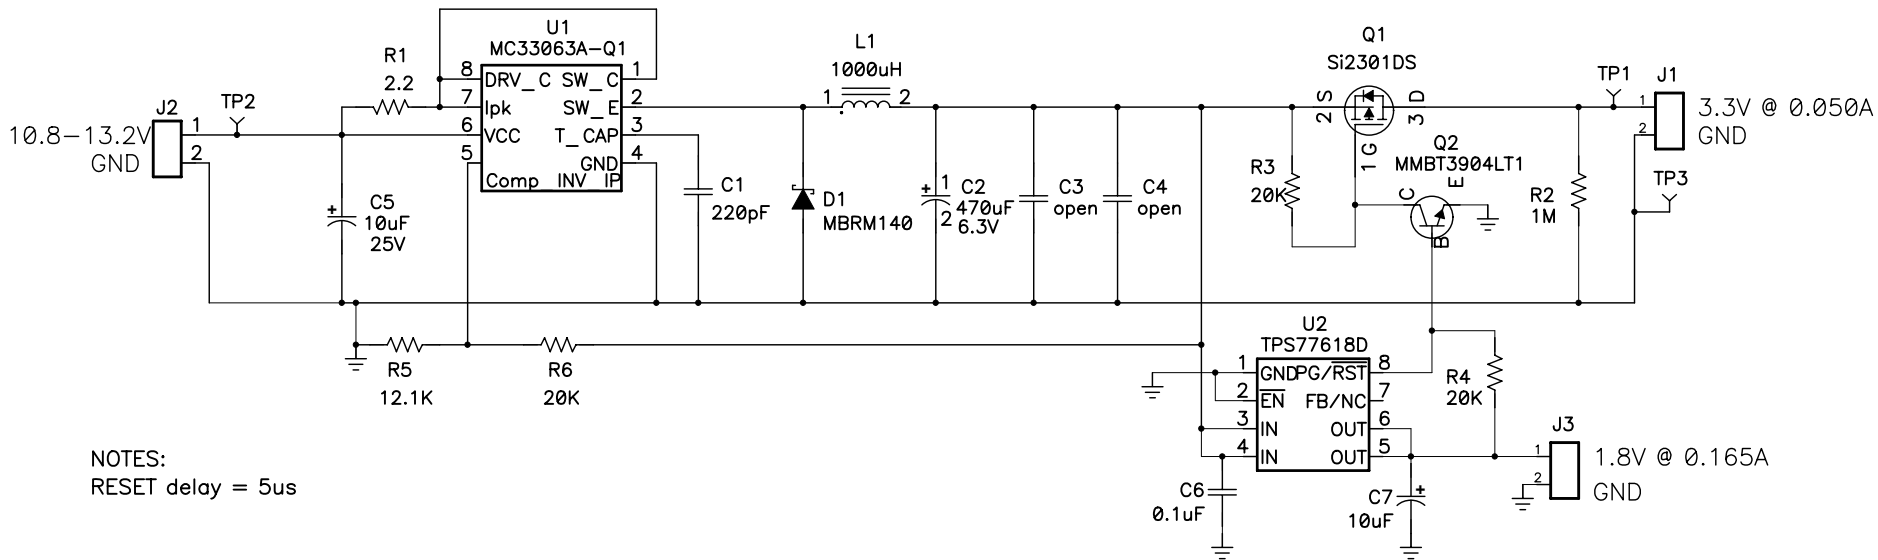 J2
10.8-13.2V
GND
1
2
TP2
R1
2.2
C5
+
10uF
25V
U1
MC33063A-Q1
8 DRV_C SW_C 1
7 Ipk SW_E 2
6 VCC T_CAP 3
5 GND 4
Comp_INV_IP
C1
220pF
D1
MBRM140
L1
1000uH
1 2
+ 1
C2
470uF
2
6.3V
C3
open
C4
open
Q1
Si2301DS
2 S
3 D
1 G
R3
20K
Q2
MMBT3904LT1
C
E
B
R2
1M
TP1
J1
1
2
3.3V @ 0.050A
GND
TP3
R5
12.1K
R6
20K
U2
TPS77618D
1 GND PG/RST 8
2 EN FB/NC 7
3 IN OUT 6
4 IN OUT 5
R4
20K
C6
0.1uF
C7 +
10uF
J3
1
2
1.8V @ 0.165A
GND
NOTES:
RESET delay = 5us